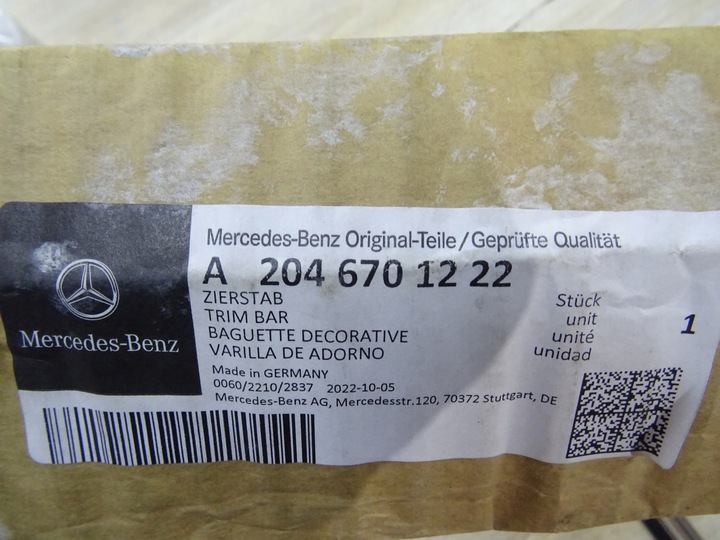 Mercedes-Benz Original-Teile/Geprüfte Qualität
A 204 670 12 22
ZIERSTAB
TRIM BAR
BAGUETTE DECORATIVE
VARILLA DE ADORNO
Stück
unit
unité
unidad
1
Made in GERMANY
0060/2210/2837 2022-10-05
Mercedes-Benz AG, Mercedesstr.120, 70372 Stuttgart, DE
Mercedes-Benz